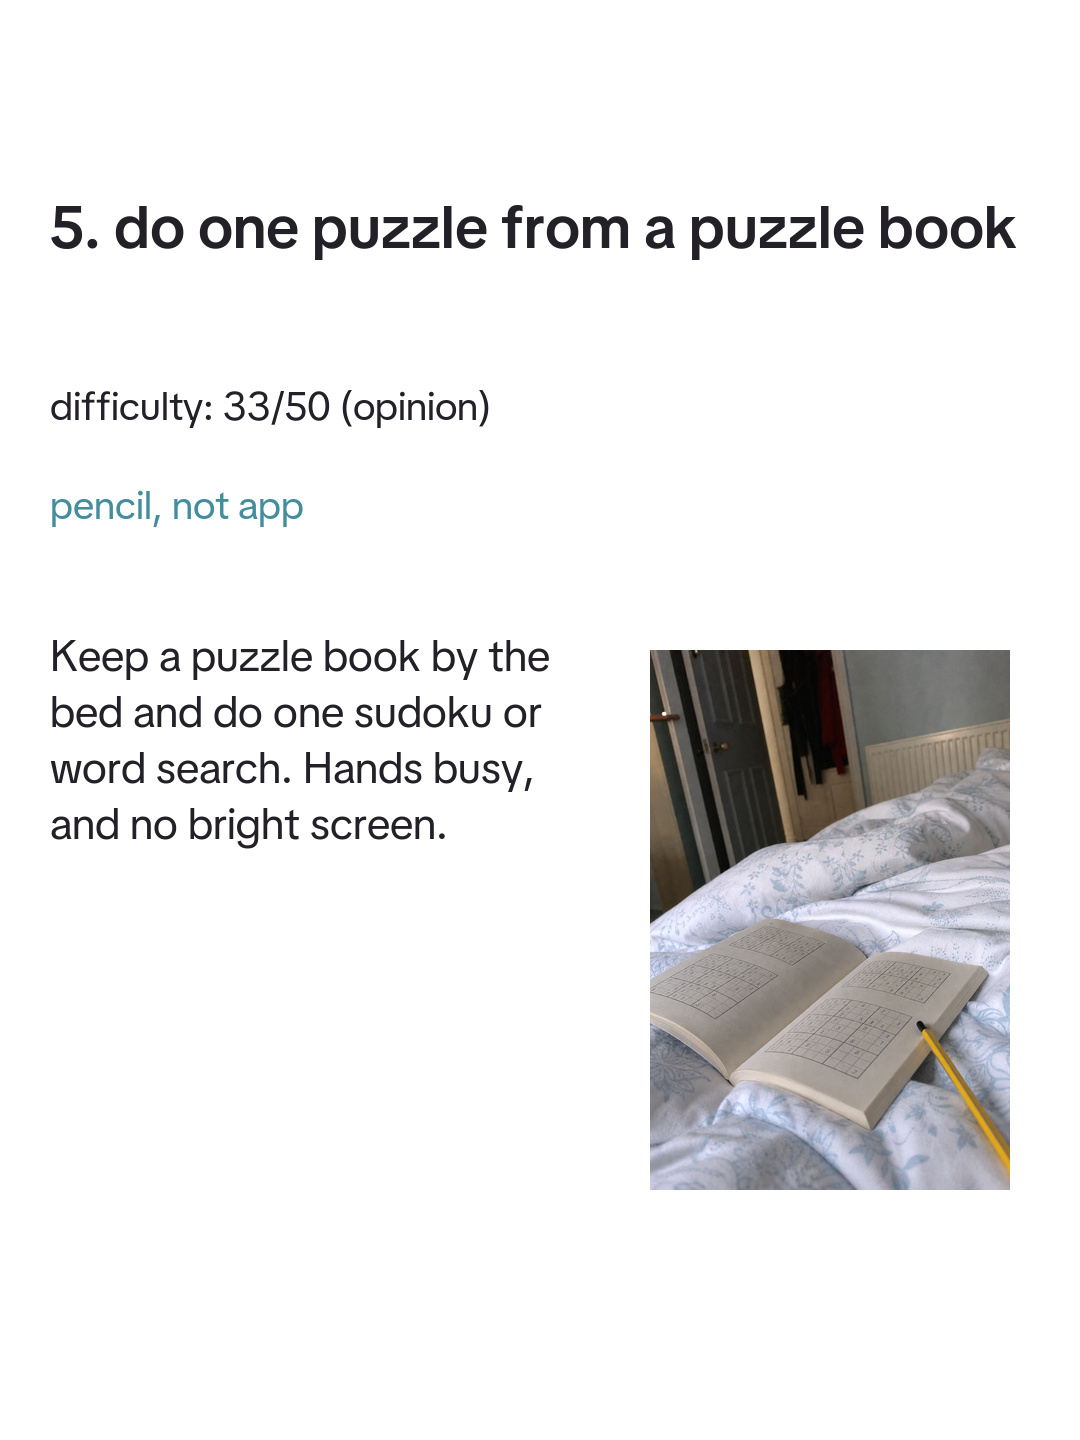 5. do one puzzle from a puzzle book
difficulty: 33/50 (opinion)
pencil, not app
Keep a puzzle book by the
bed and do one sudoku or
word search. Hands busy,
and no bright screen.